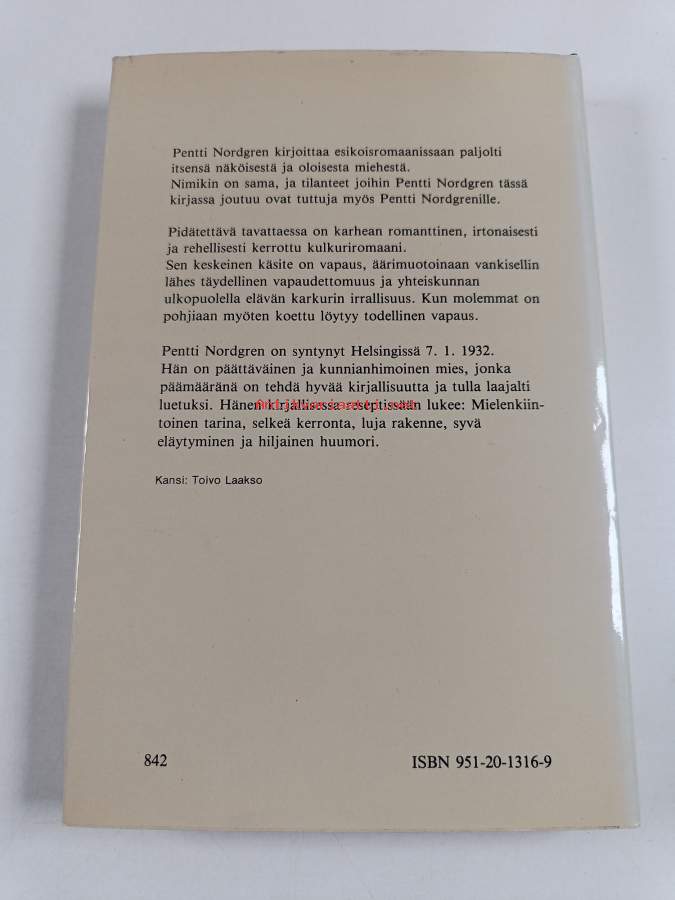 Pentti Nordgren kirjoittaa esikoisromaanissaan paljolti
itsensä näköisestä ja oloisesta miehestä.
Nimikin on sama, ja tilanteet joihin Pentti Nordgren tässä
kirjassa joutuu ovat tuttuja myös Pentti Nordgrenille.
Pidätettävä tavattaessa on karhean romanttinen, irtonaisesti
ja rehellisesti kerrottu kulkuriromaani.
Sen keskeinen käsite on vapaus, äärimuotoinaan vankisellin
lähes täydellinen vapaudettomuus ja yhteiskunnan
ulkopuolella elävän karkurin irrallisuus. Kun molemmat on
pohjiaan myöten koettu löytyy todellinen vapaus.
Pentti Nordgren on syntynyt Helsingissä 7. 1. 1932.
Hän on päättäväinen ja kunnianhimoinen mies, jonka
päämääränä on tehdä hyvää kirjallisuutta ja tulla laajalti
luetuksi. Hänen kirjallisessa reseptissään lukee: Mielenkiin-
toinen tarina, selkeä kerronta, luja rakenne, syvä
eläytyminen ja hiljainen huumori.
Kansi: Toivo Laakso
842
ISBN 951-20-1316-9